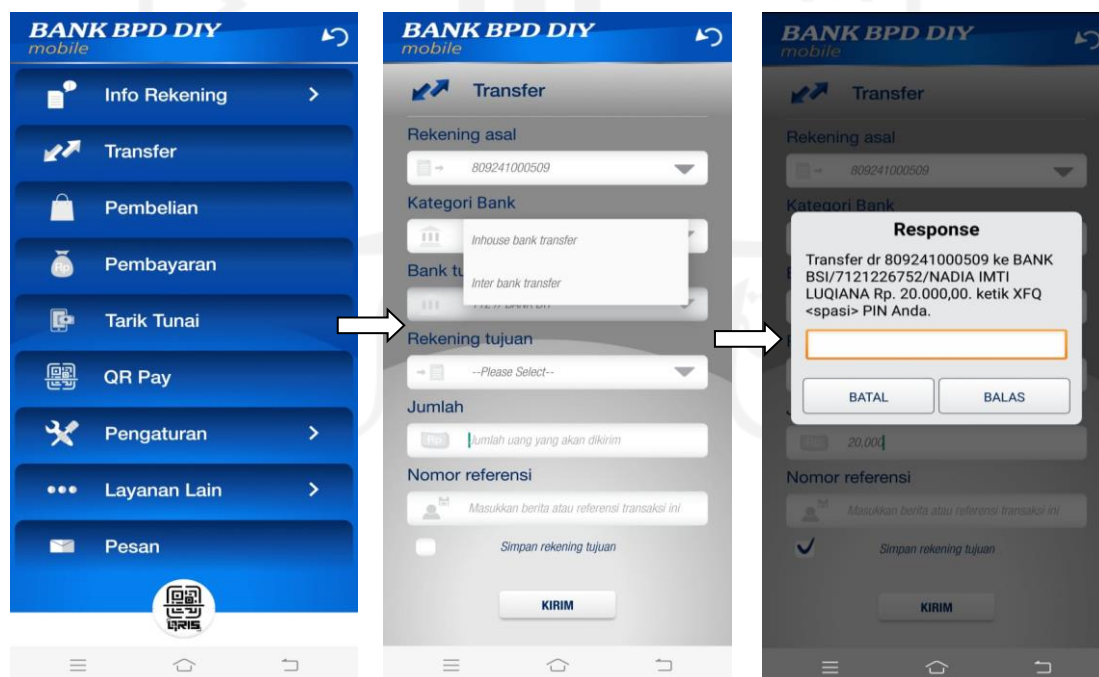 BANK BPD DIY
mobile
Info Rekening
Transfer
Pembelian
Pembayaran
Tarik Tunai
QR Pay
Pengaturan
Layanan Lain
Pesan
QRIS
BANK BPD DIY
mobile
Transfer
Rekening asal
809241000509
Kategori Bank
Inhouse bank transfer
Bank tu
Inter bank transfer
Rekening tujuan
--Please Select--
Jumlah
Rp Jumlah uang yang akan dikirim
Nomor referensi
Masukkan berita atau referensi transaksi ini
Simpan rekening tujuan
KIRIM
BANK BPD DIY
mobile
Transfer
Rekening asal
809241000509
Kategori Bank
Response
Transfer dr 809241000509 ke BANK
BSI/7121226752/NADIA IMTI
LUQIANA Rp. 20.000,00. ketik XFQ
<spasi> PIN Anda.
BATAL
BALAS
20.000
Nomor referensi
Masukkan berita atau referensi transaksi ini
Simpan rekening tujuan
KIRIM